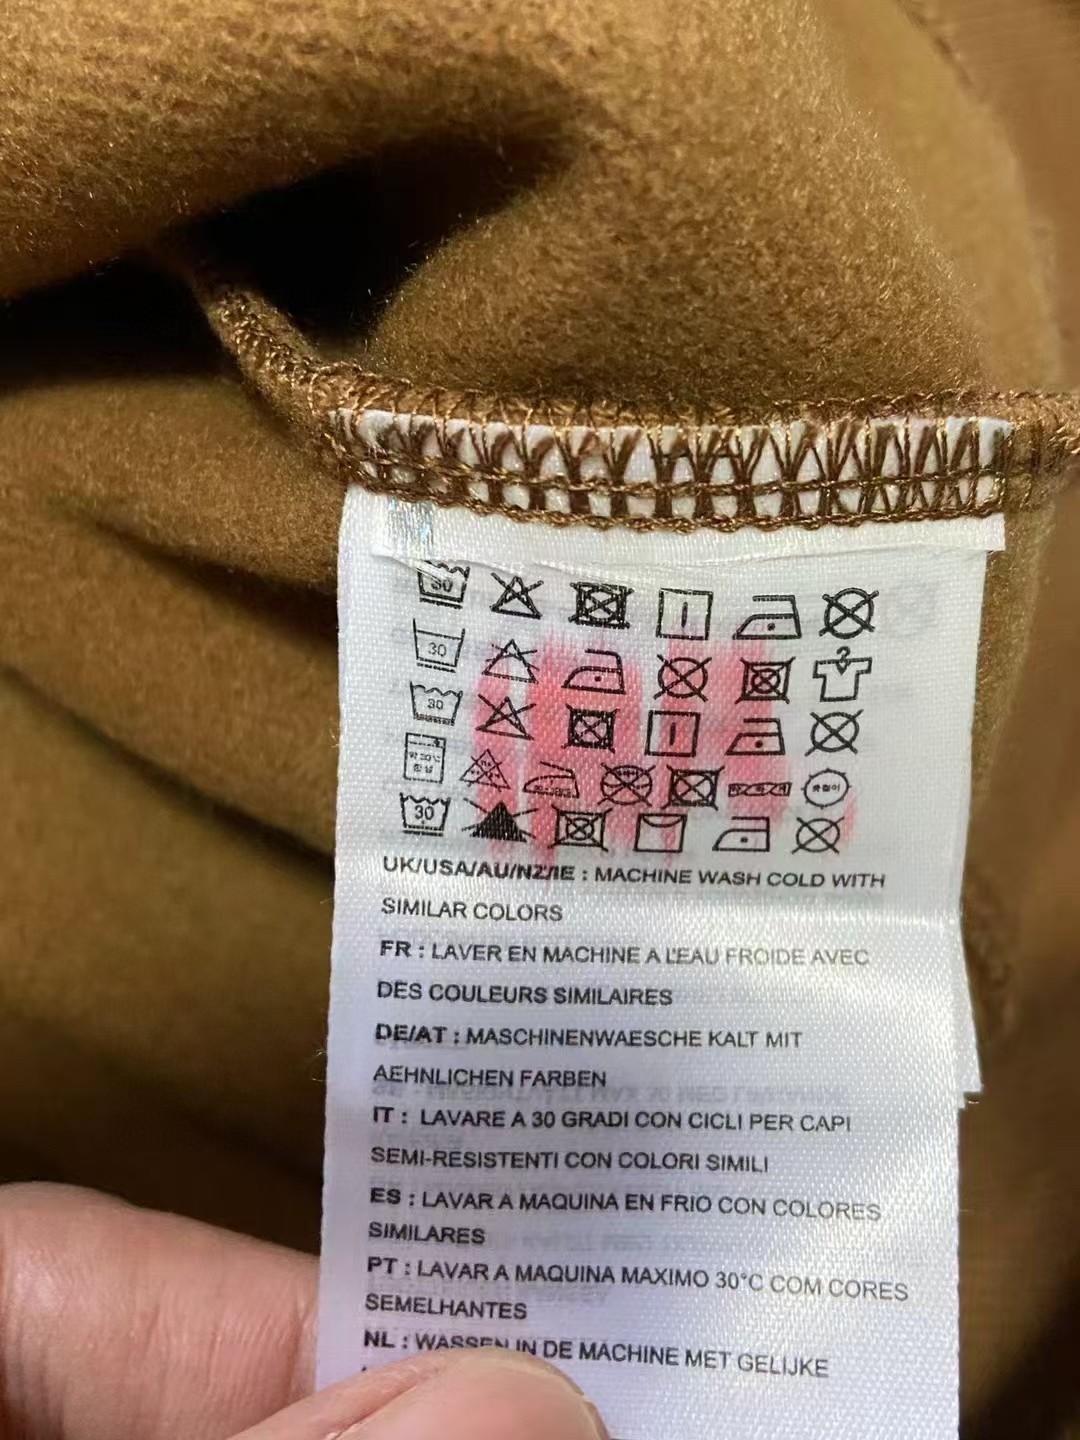 30
30
30
30
UK/USA/AU/NZ/IE : MACHINE WASH COLD WITH
SIMILAR COLORS
FR : LAVER EN MACHINE A L'EAU FROIDE AVEC
DES COULEURS SIMILAIRES
DE/AT : MASCHINENWAESCHE KALT MIT
AEHNLICHEN FARBEN
IT : LAVARE A 30 GRADI CON CICLI PER CAPI
SEMI-RESISTENTI CON COLORI SIMILI
ES : LAVAR A MAQUINA EN FRIO CON COLORES
SIMILARES
PT : LAVAR A MAQUINA MAXIMO 30°C COM CORES
SEMELHANTES
NL : WASSEN IN DE MACHINE MET GELIJKE